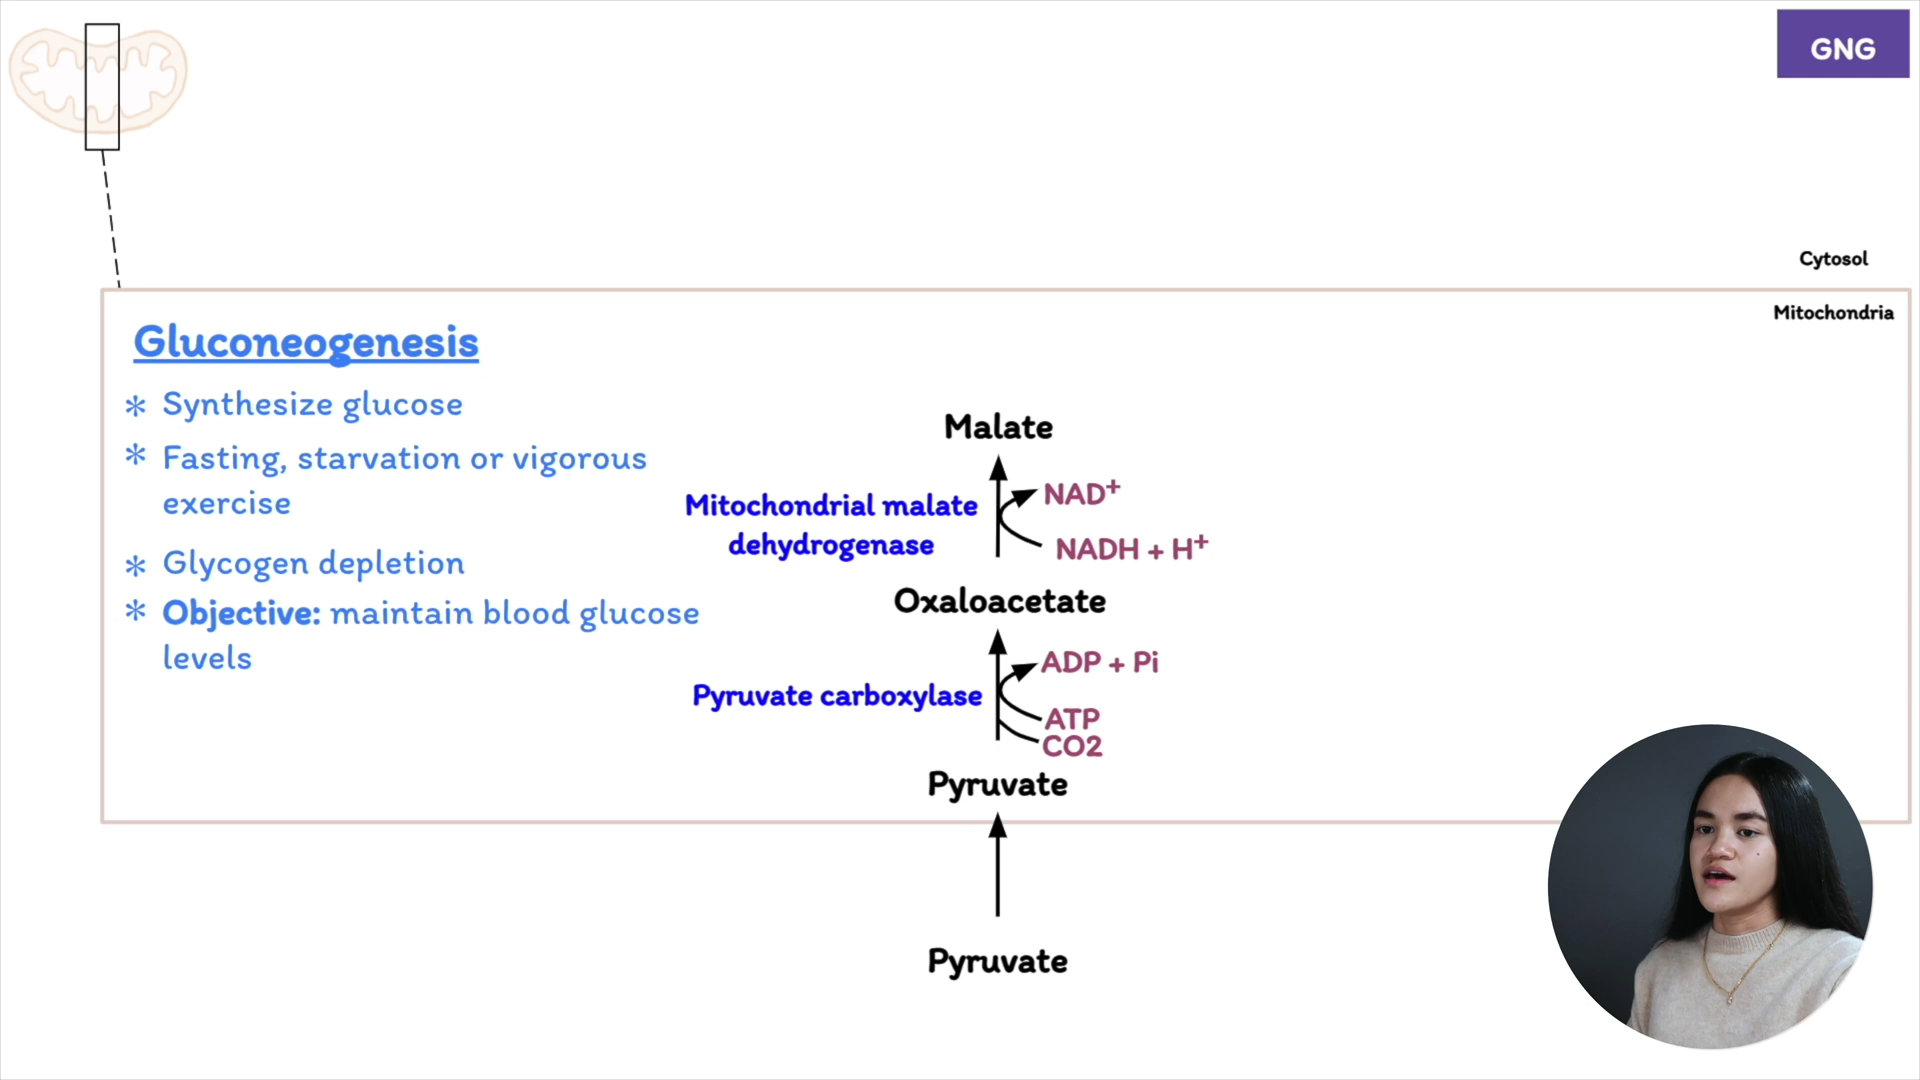 GNG
Cytosol
Mitochondria
Gluconeogenesis
* Synthesize glucose
* Fasting, starvation or vigorous
exercise
* Glycogen depletion
* Objective: maintain blood glucose
levels
Malate
Mitochondrial malate
dehydrogenase
NAD⁺
NADH + H⁺
Oxaloacetate
Pyruvate carboxylase
ADP + Pi
ATP
CO2
Pyruvate
Pyruvate